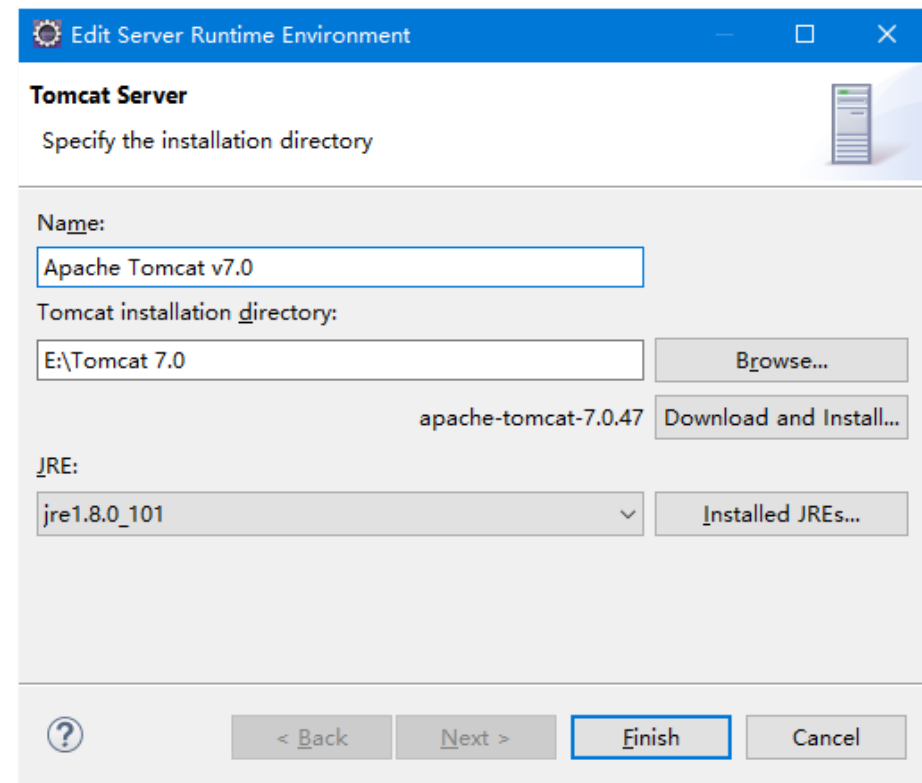 Edit Server Runtime Environment
Tomcat Server
Specify the installation directory
Name:
Apache Tomcat v7.0
Tomcat installation directory:
E:\Tomcat 7.0
Browse...
apache-tomcat-7.0.47
Download and Install...
JRE:
jre1.8.0_101
Installed JREs...
?
< Back
Next >
Finish
Cancel